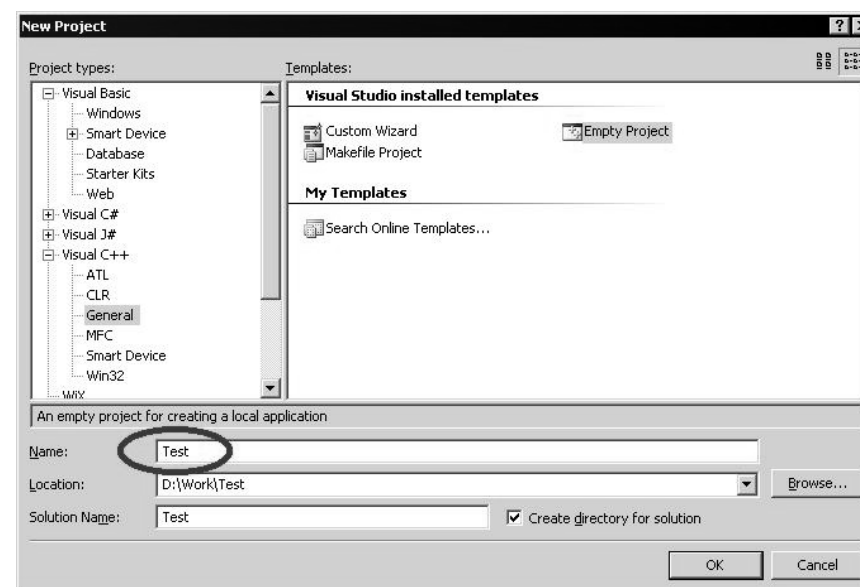 New Project
Project types:
Templates:
Visual Basic
Windows
Smart Device
Database
Starter Kits
Web
Visual C#
Visual J#
Visual C++
ATL
CLR
General
MFC
Smart Device
Win32
WiX
Visual Studio installed templates
Custom Wizard
Empty Project
Makefile Project
My Templates
Search Online Templates...
An empty project for creating a local application
Name:
Test
Location:
D:\Work\Test
Browse...
Solution Name:
Test
Create directory for solution
OK
Cancel